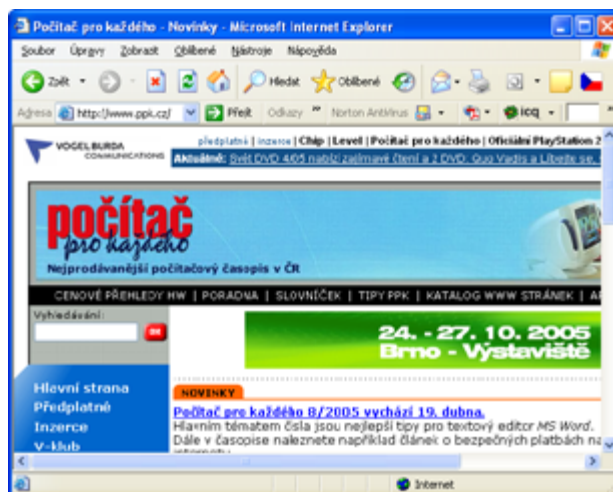 Počítač pro každého - Novinky - Microsoft Internet Explorer
Soubor Úpravy Zobrazit Oblíbené Nástroje Nápověda
Zpět Hledat Oblíbené
Adresa http://www.ppk.cz/ Přejít Odkazy Norton AntiVirus icq
VOGEL BURDA
COMMUNICATIONS
předplatné | inzerce | Chip | Level | Počítač pro každého | Oficiální PlayStation 2
Aktuálně: Svět DVD 4/05 nabízí zajímavé čtení a 2 DVD: Quo Vadis a Líbejte se,
počítač
pro každého
Nejprodávanější počítačový časopis v ČR
CENOVÉ PŘEHLEDY HW | PORADNA | SLOVNÍČEK | TIPY PPK | KATALOG WWW STRÁNEK |
Vyhledávání:
24. - 27. 10. 2005
Brno - Výstaviště
Hlavní strana
Předplatné
Inzerce
V-klub
NOVINKY
Počítač pro každého 8/2005 vychází 19. dubna.
Hlavním tématem čísla jsou nejlepší tipy pro textový editor MS Word.
Dále v časopise naleznete například článek o bezpečných platbách na
internetu
Internet